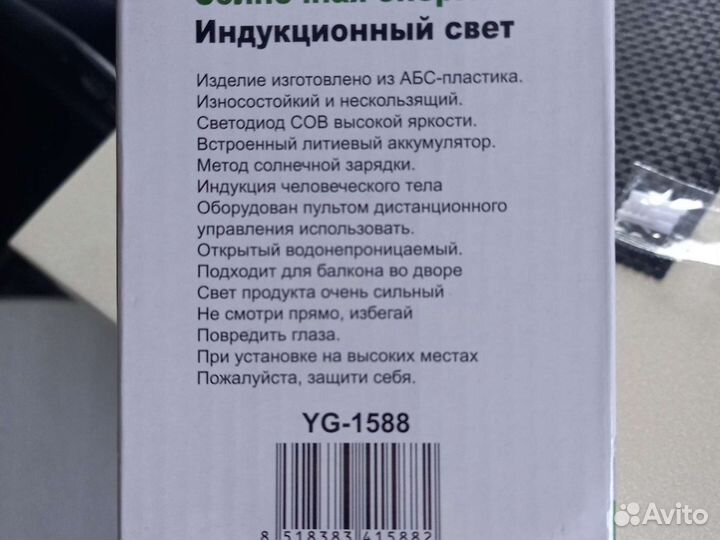 Солнечная энергия
Индукционный свет
Изделие изготовлено из АБС-пластика.
Износостойкий и нескользящий.
Светодиод COB высокой яркости.
Встроенный литиевый аккумулятор.
Метод солнечной зарядки.
Индукция человеческого тела
Оборудован пультом дистанционного
управления использовать.
Открытый водонепроницаемый.
Подходит для балкона во дворе
Свет продукта очень сильный
Не смотри прямо, избегай
Повредить глаза.
При установке на высоких местах
Пожалуйста, защити себя.
YG-1588
8 518383 415882
Avito